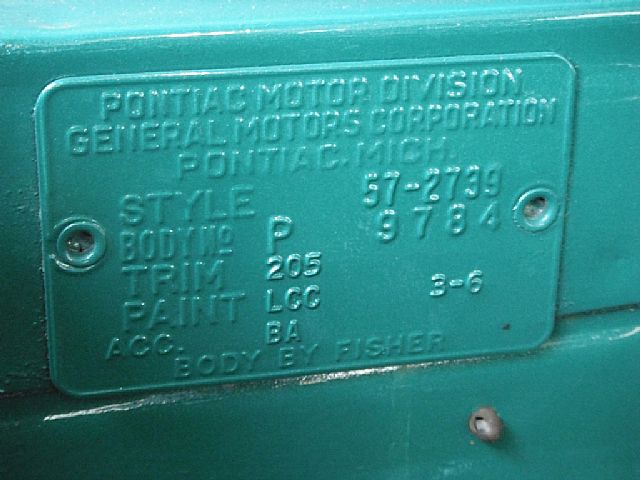 PONTIAC MOTOR DIVISION
GENERAL MOTORS CORPORATION
PONTIAC, MICH.
STYLE 57-2739
BODY NO P 9784
TRIM 205
PAINT LCC 3-6
ACC. BA
BODY BY FISHER